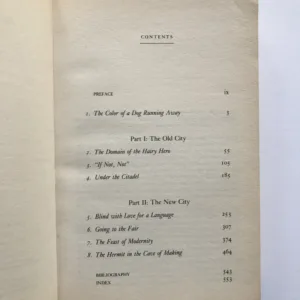 CONTENTS
PREFACE ix
1. The Color of a Dog Running Away 3
Part I: The Old City
2. The Domain of the Hairy Hero 55
3. "If Not, Not" 105
4. Under the Citadel 185
Part II: The New City
5. Blind with Love for a Language 253
6. Going to the Fair 307
7. The Feast of Modernity 374
8. The Hermit in the Cave of Making 464
BIBLIOGRAPHY 543
INDEX 553